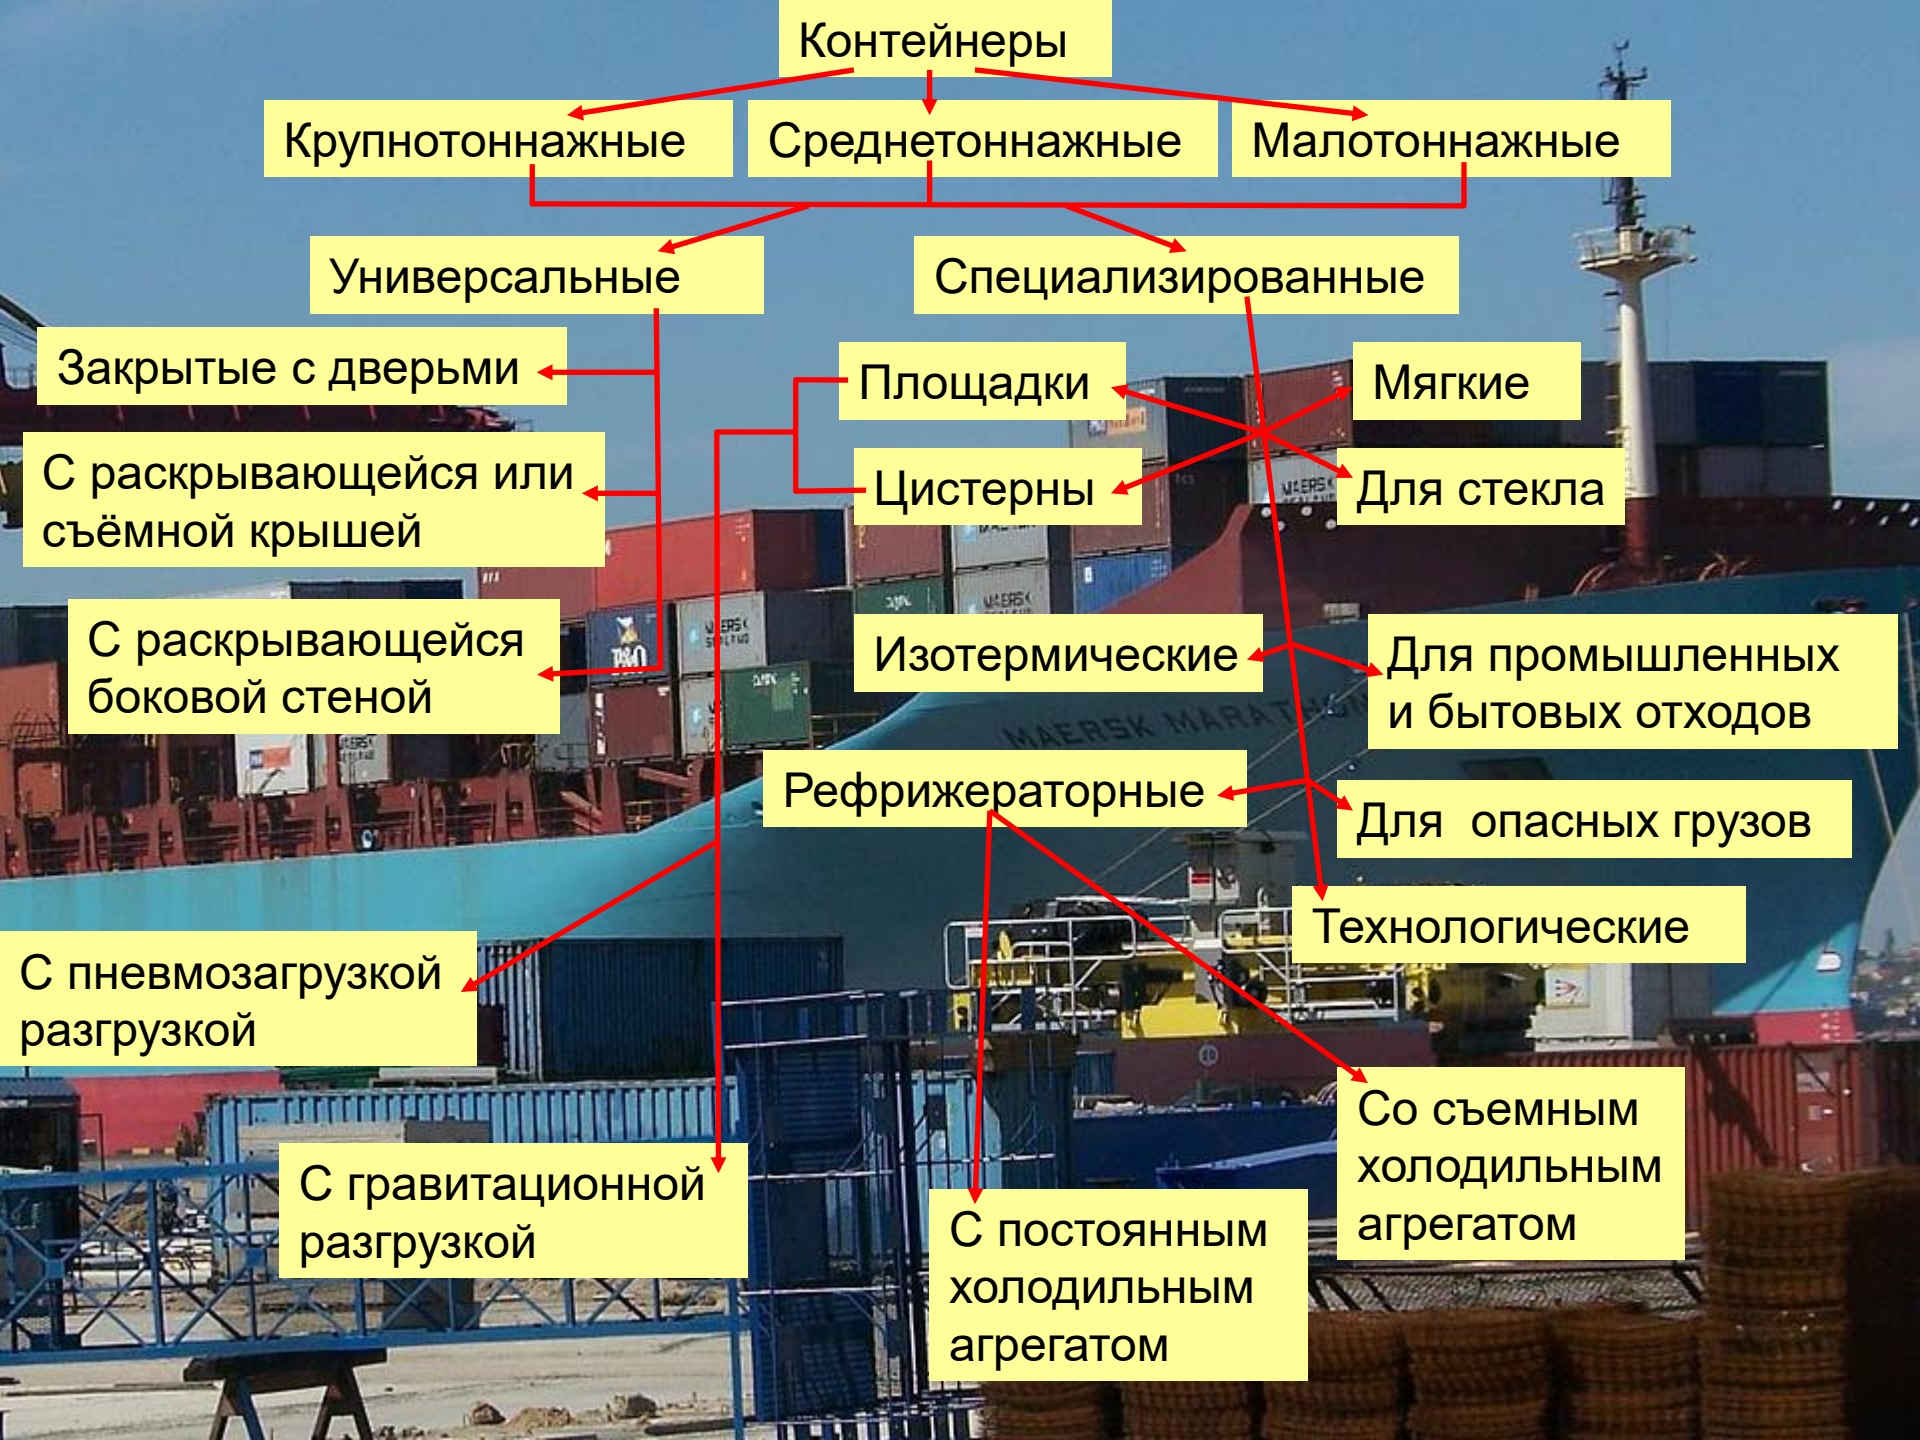 Контейнеры
Крупнотоннажные
Среднетоннажные
Малотоннажные
Универсальные
Специализированные
Закрытые с дверьми
Площадки
Мягкие
С раскрывающейся или
съёмной крышей
Цистерны
Для стекла
С раскрывающейся
боковой стеной
Изотермические
Для промышленных
и бытовых отходов
MAERSK MARATHON
Рефрижераторные
Для опасных грузов
Технологические
С пневмозагрузкой
разгрузкой
Со съемным
холодильным
агрегатом
С гравитационной
разгрузкой
С постоянным
холодильным
агрегатом